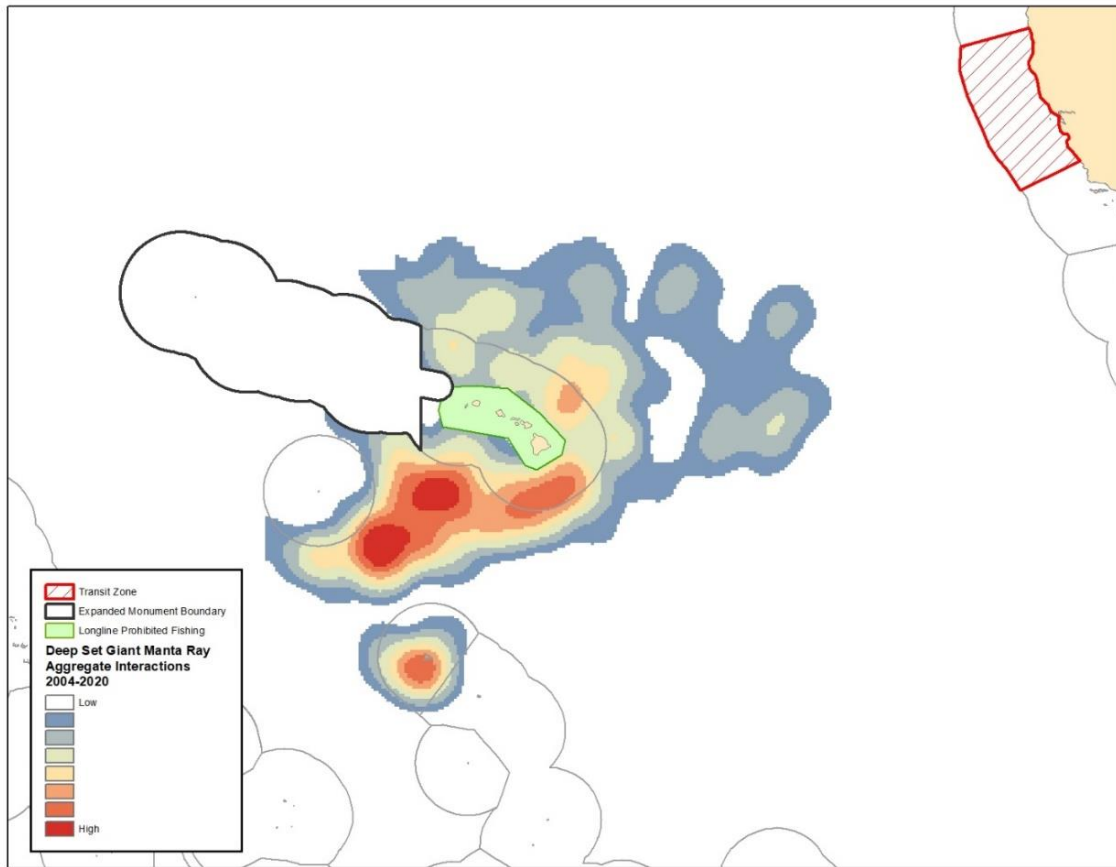 Transit Zone
Expanded Monument Boundary
Longline Prohibited Fishing
Deep Set Giant Manta Ray
Aggregate Interactions
2004-2020
Low
High